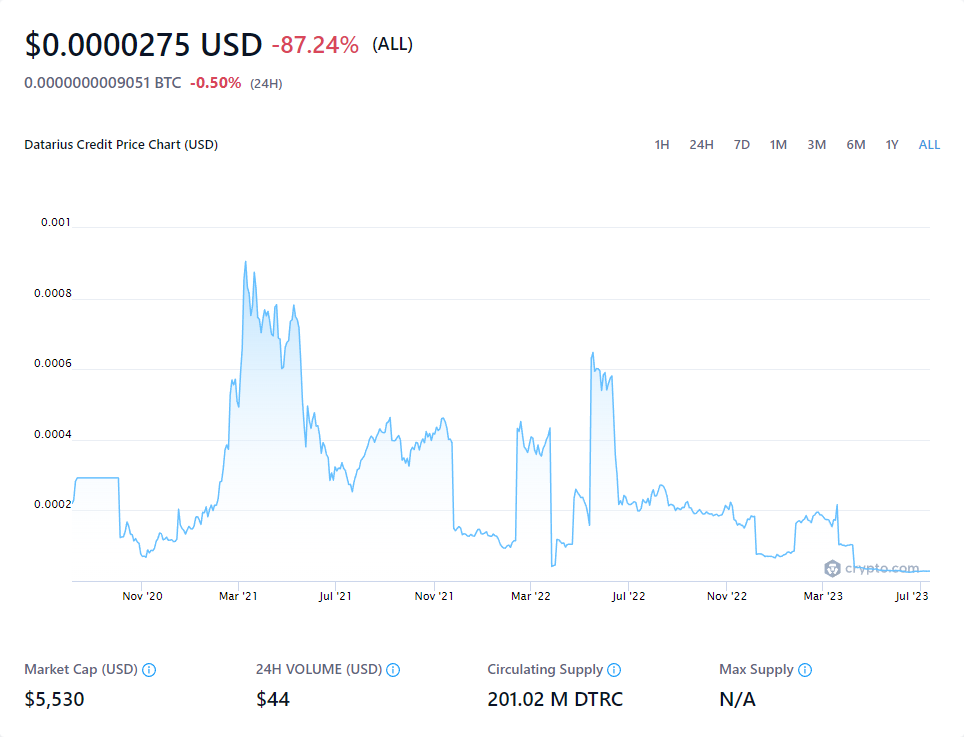 $0.0000275 USD -87.24% (ALL)
0.0000000009051 BTC -0.50% (24H)
Datarius Credit Price Chart (USD) 1H 24H 7D 1M 3M 6M 1Y ALL
0.001
0.0008
0.0006
0.0004
0.0002
crypto.com
Nov '20 Mar '21 Jul '21 Nov '21 Mar '22 Jul '22 Nov '22 Mar '23 Jul '23
Market Cap (USD) 24H VOLUME (USD) Circulating Supply Max Supply
$5,530 $44 201.02 M DTRC N/A